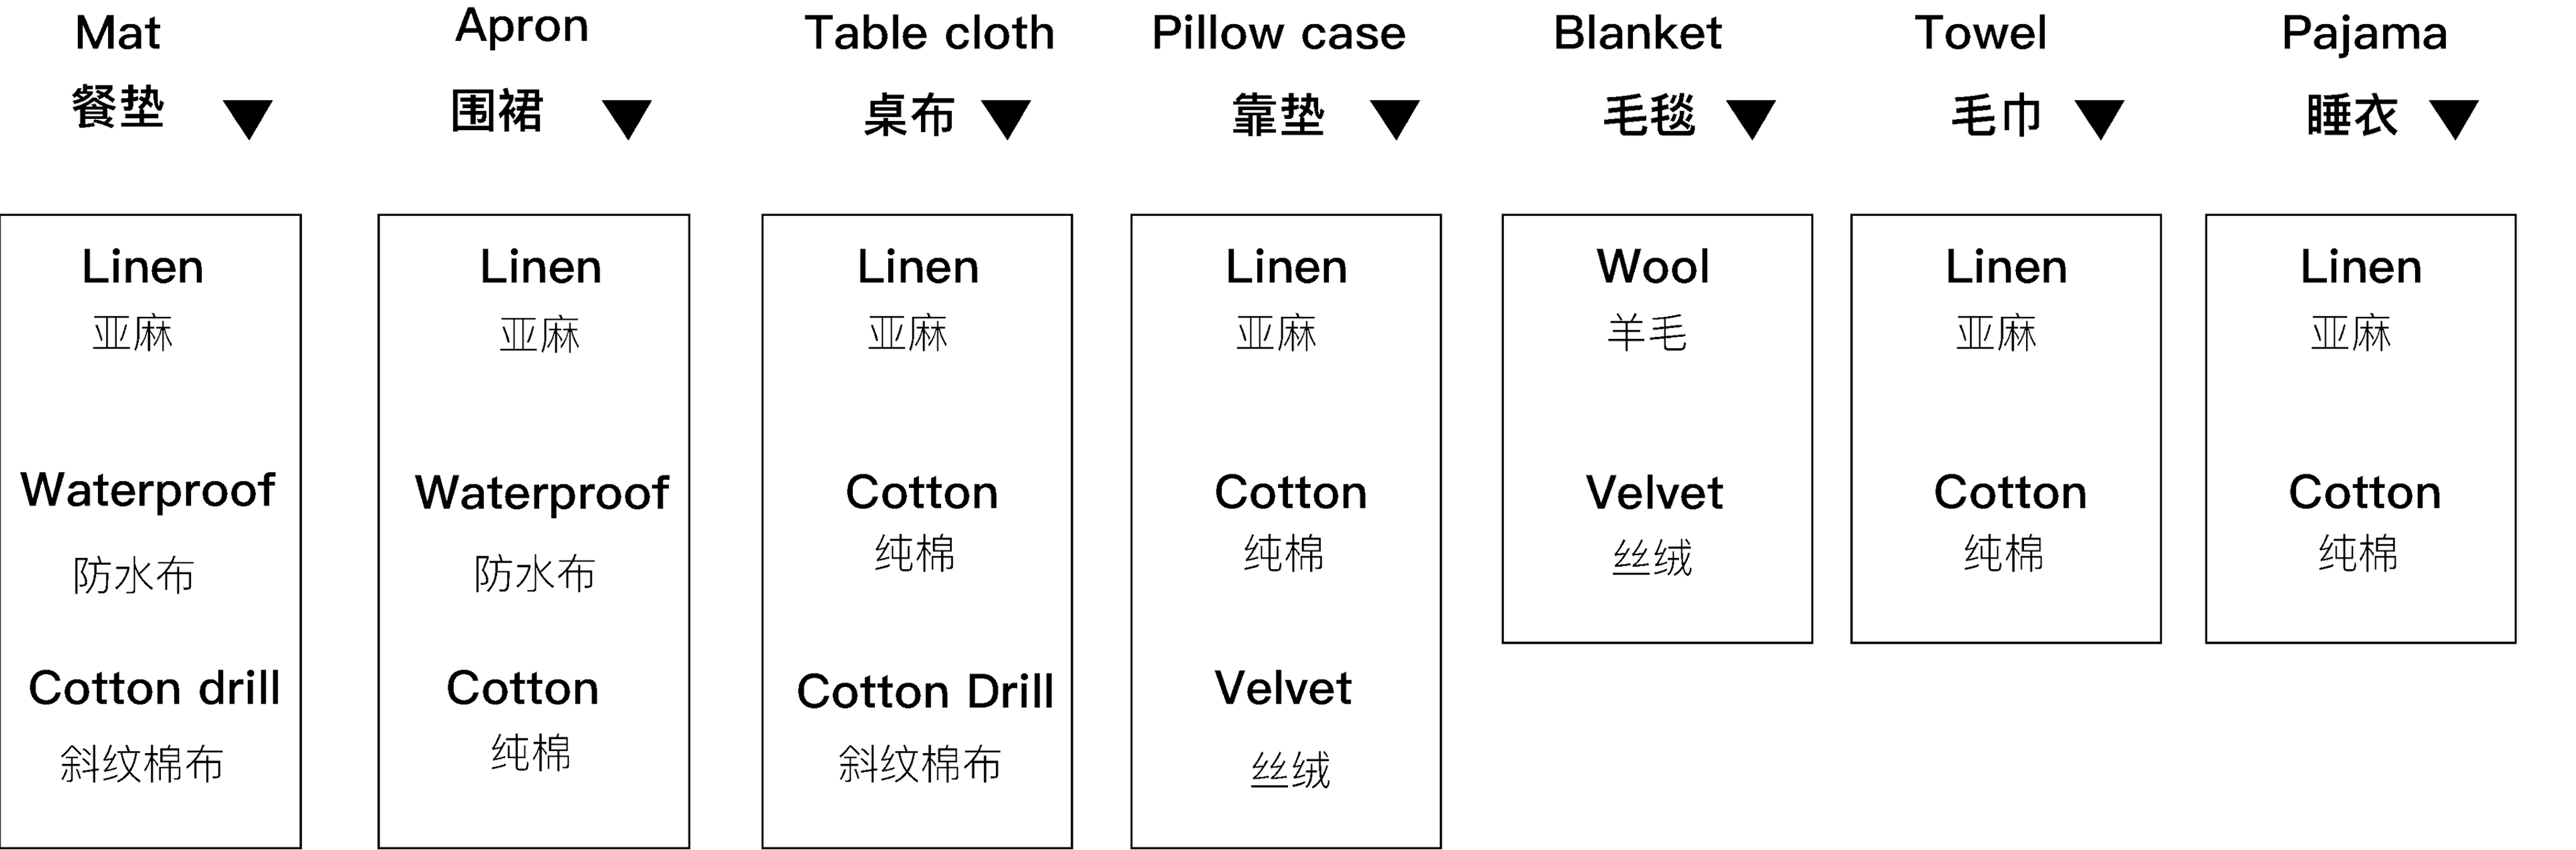 Mat
餐垫
Linen
亚麻
Waterproof
防水布
Cotton drill
斜纹棉布
Apron
围裙
Linen
亚麻
Waterproof
防水布
Cotton
纯棉
Table cloth
桌布
Linen
亚麻
Cotton
纯棉
Cotton Drill
斜纹棉布
Pillow case
靠垫
Linen
亚麻
Cotton
纯棉
Velvet
丝绒
Blanket
毛毯
Wool
羊毛
Velvet
丝绒
Towel
毛巾
Linen
亚麻
Cotton
纯棉
Pajama
睡衣
Linen
亚麻
Cotton
纯棉